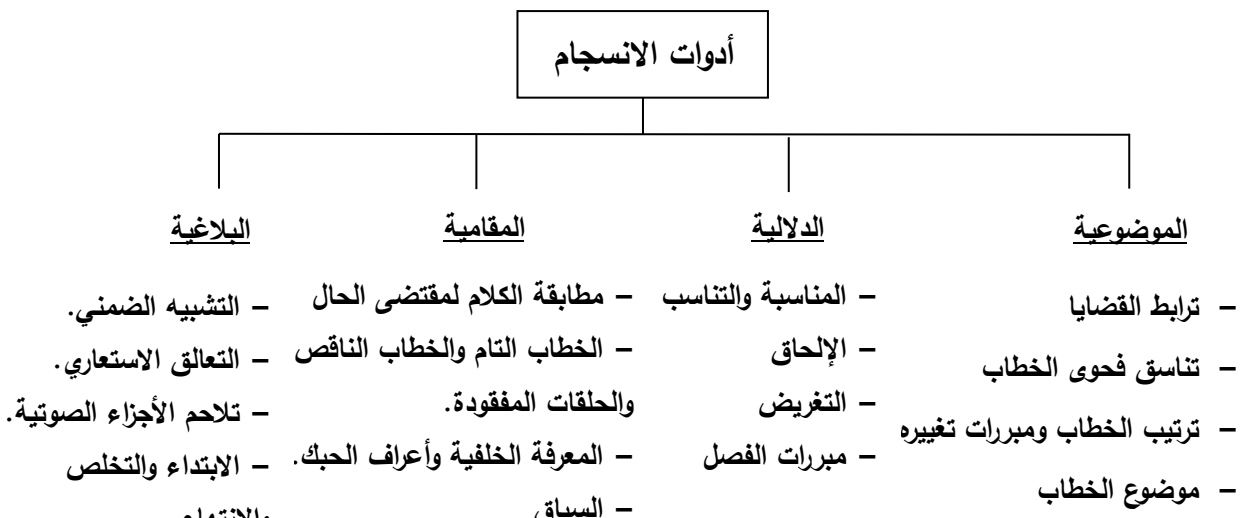 أدوات الانسجام
الموضوعية
– ترابط القضايا
– تناسق فحوى الخطاب
– ترتيب الخطاب ومبررات تغييره
– موضوع الخطاب
الدلالية
– المناسبة والتناسب
– الإلحاق
– التغريض
– مبررات الفصل
المقامية
– مطابقة الكلام لمقتضى الحال
– الخطاب التام والخطاب الناقص
والحلقات المفقودة.
– المعرفة الخلفية وأعراف الحبك.
– السياق
البلاغية
– التشبيه الضمني.
– التعالق الاستعاري.
– تلاحم الأجزاء الصوتية.
– الابتداء والتخلص